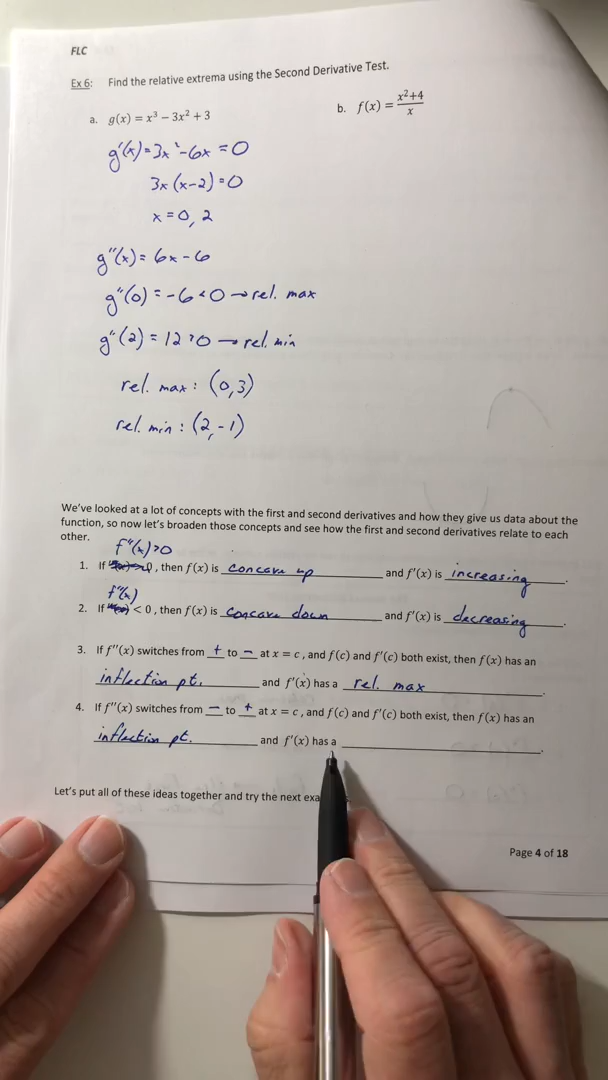 FLC
Ex 6: Find the relative extrema using the Second Derivative Test.
a. g(x) = x³ − 3x² + 3
b. f(x) = (x²+4)/x
g'(x) = 3x² - 6x = 0
3x (x-2) = 0
x = 0, 2
g"(x) = 6x - 6
g"(0) = -6 < 0 → rel. max
g"(2) = 12 > 0 → rel. min
rel. max : (0,3)
rel. min : (2,-1)
We've looked at a lot of concepts with the first and second derivatives and how they give us data about the
function, so now let's broaden those concepts and see how the first and second derivatives relate to each
other.
f"(x) > 0
1. If , then f(x) is concave up and f'(x) is increasing.
f"(x)
2. If < 0, then f(x) is concave down and f'(x) is decreasing.
3. If f''(x) switches from + to - at x = c, and f(c) and f'(c) both exist, then f(x) has an
inflection pt. and f'(x) has a rel. max.
4. If f''(x) switches from - to + at x = c, and f(c) and f'(c) both exist, then f(x) has an
inflection pt. and f'(x) has a .
Let's put all of these ideas together and try the next
Page 4 of 18